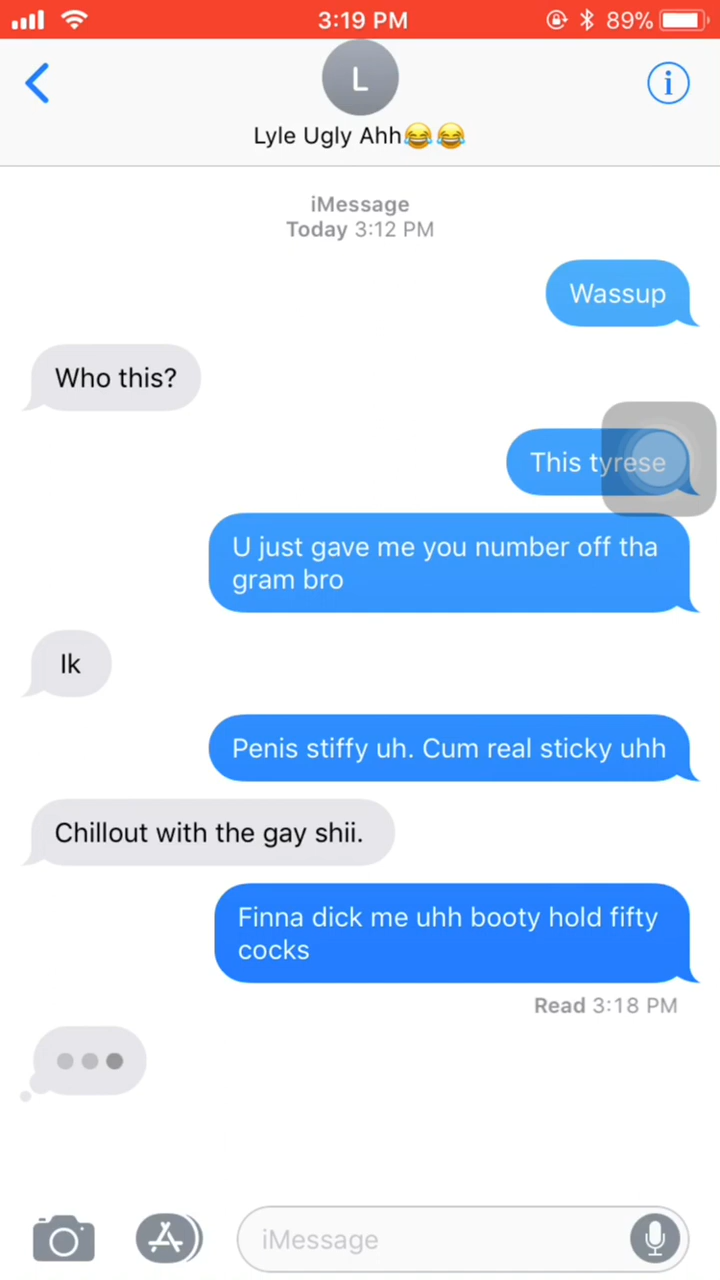 3:19 PM
89%
L
Lyle Ugly Ahh😂😂
iMessage
Today 3:12 PM
Wassup
Who this?
This tyrese
U just gave me you number off tha
gram bro
Ik
Penis stiffy uh. Cum real sticky uhh
Chillout with the gay shii.
Finna dick me uhh booty hold fifty
cocks
Read 3:18 PM
iMessage